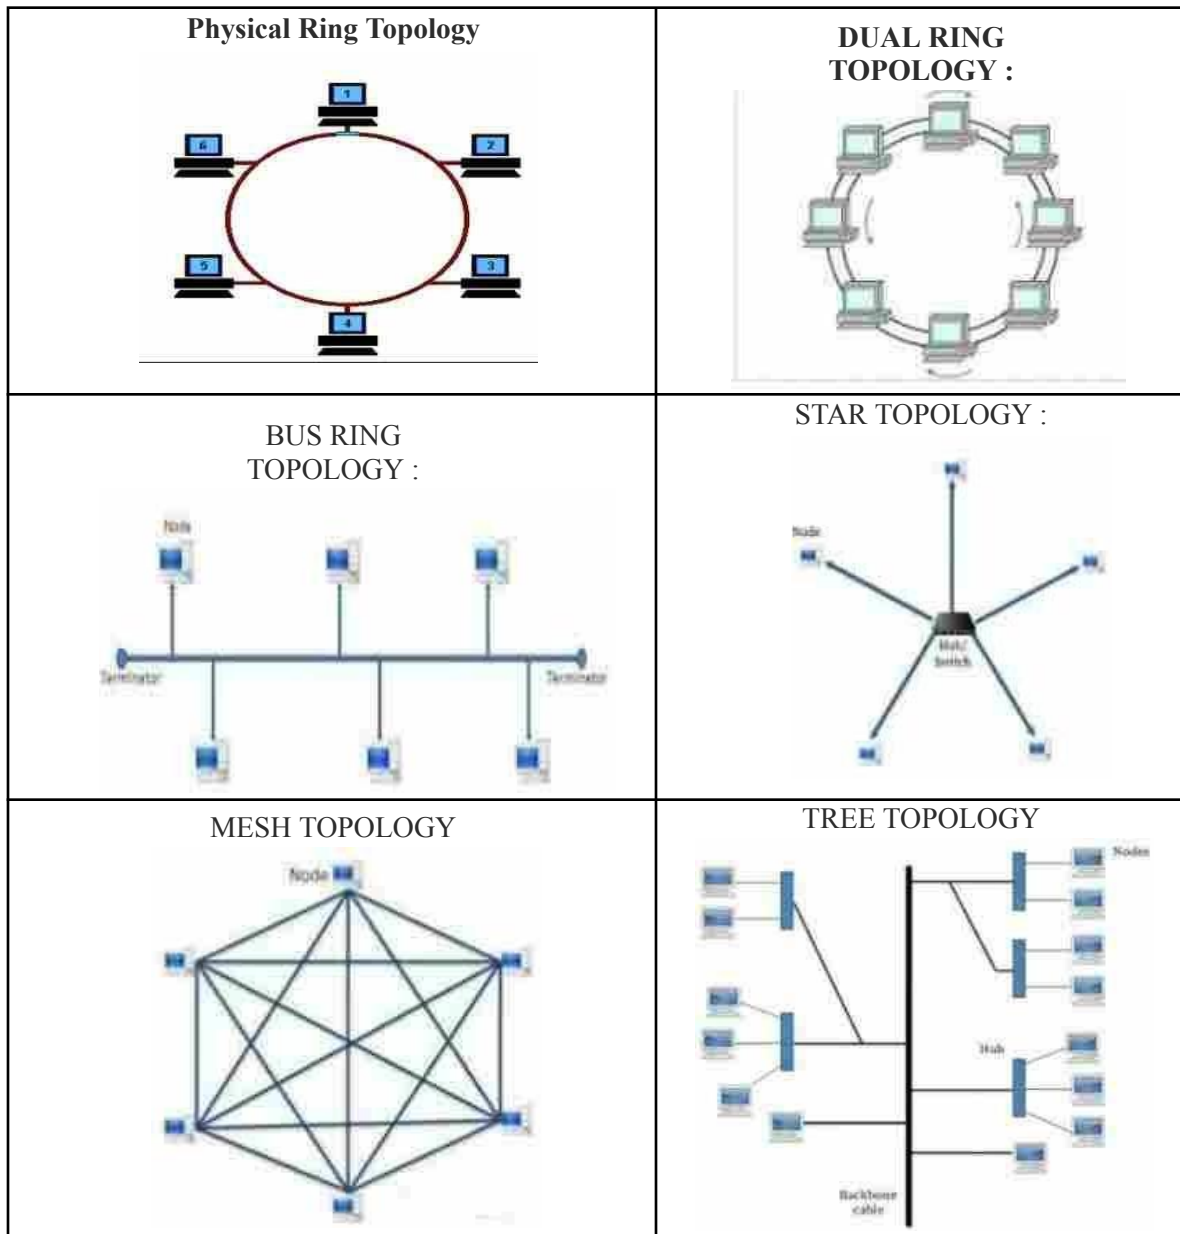 Physical Ring Topology
1
6
2
5
3
4
DUAL RING
TOPOLOGY :
BUS RING
TOPOLOGY :
Node
Terminator
Terminator
STAR TOPOLOGY :
Node
Hub/
Switch
MESH TOPOLOGY
Node
TREE TOPOLOGY
Nodes
Hub
Backbone
cable